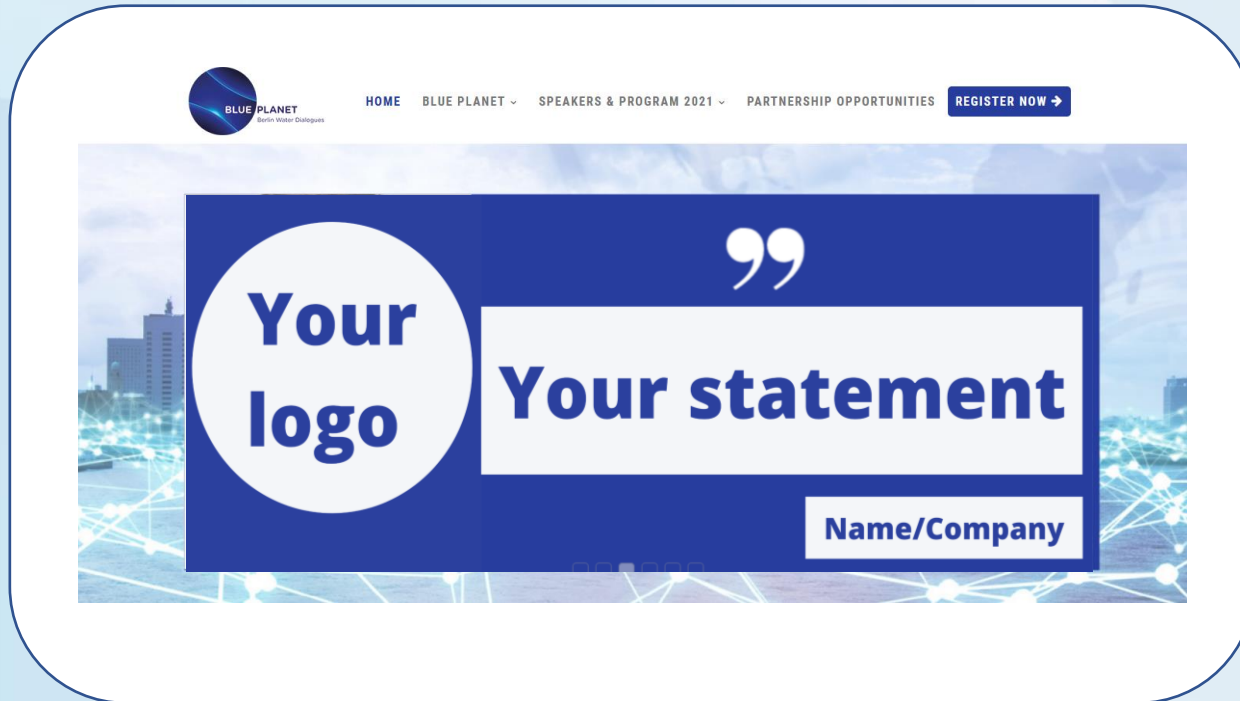 BLUE PLANET
Berlin Water Dialogues
HOME BLUE PLANET SPEAKERS & PROGRAM 2021 PARTNERSHIP OPPORTUNITIES REGISTER NOW →
”
Your
logo
Your statement
Name/Company